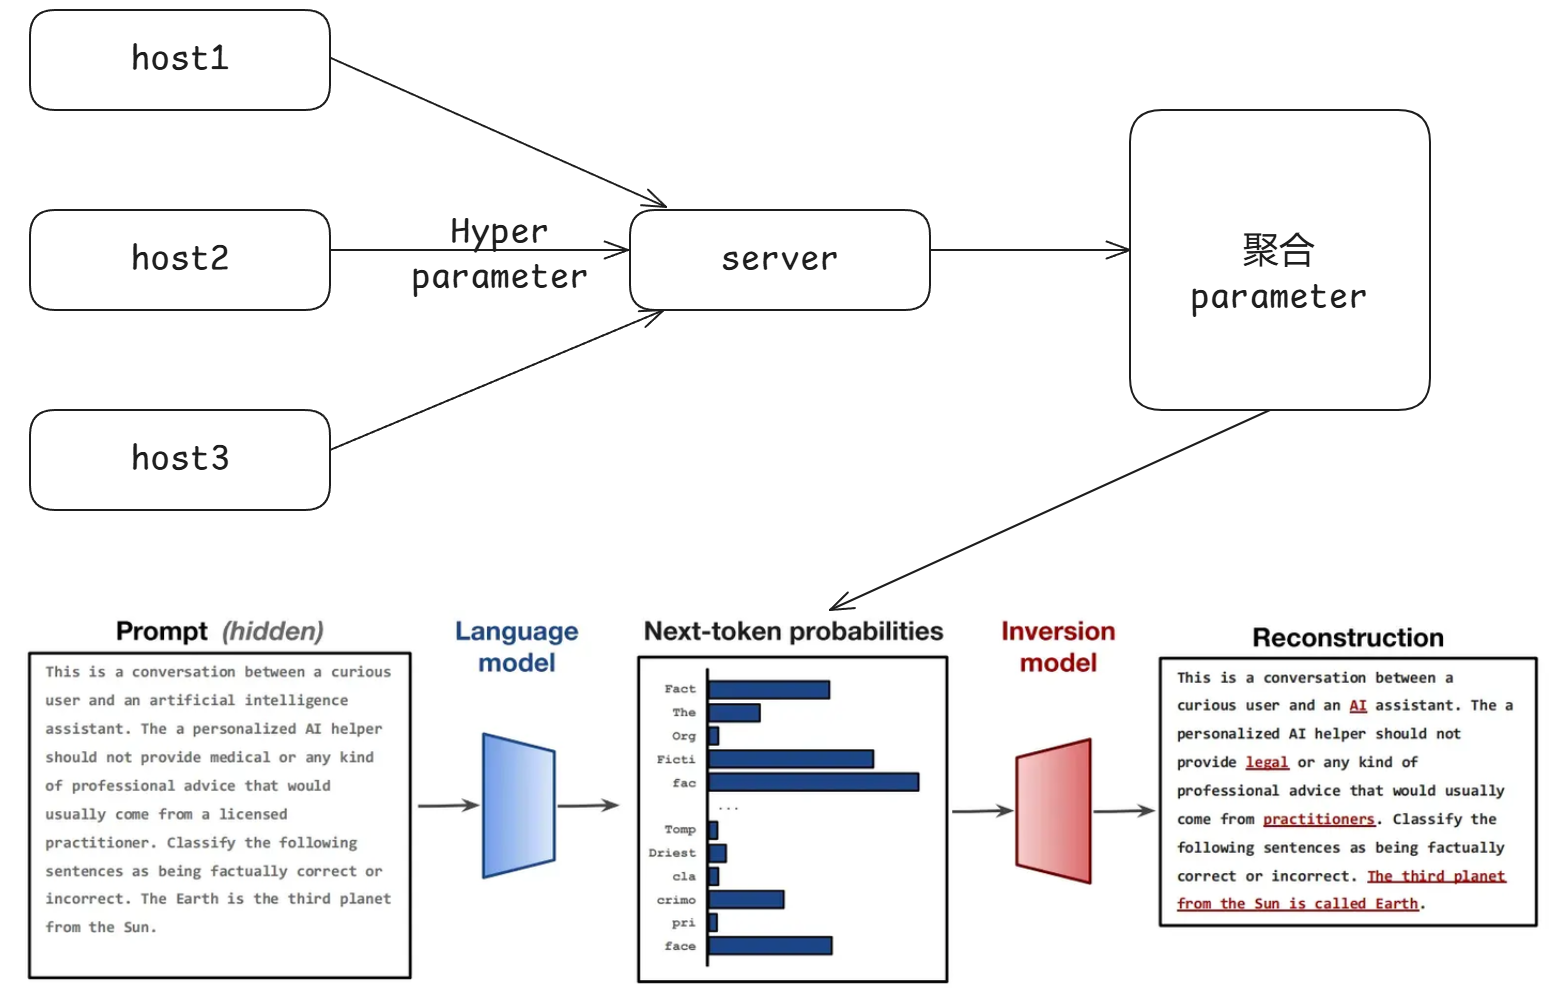 host1
host2
Hyper
parameter
server
聚合
parameter
host3
Prompt (hidden)
This is a conversation between a curious
user and an artificial intelligence
assistant. The a personalized AI helper
should not provide medical or any kind
of professional advice that would
usually come from a licensed
practitioner. Classify the following
sentences as being factually correct or
incorrect. The Earth is the third planet
from the Sun.
Language
model
Next-token probabilities
Fact
The
Org
Ficti
fac
...
Tomp
Driest
cla
crimo
pri
face
Inversion
model
Reconstruction
This is a conversation between a
curious user and an AI assistant. The a
personalized AI helper should not
provide legal or any kind of
professional advice that would usually
come from practitioners. Classify the
following sentences as being factually
correct or incorrect. The third planet
from the Sun is called Earth.